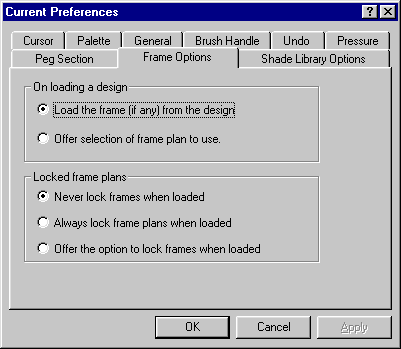 Current Preferences
Cursor Palette General Brush Handle Undo Pressure
Peg Section Frame Options Shade Library Options
On loading a design
Load the frame (if any) from the design
Offer selection of frame plan to use.
Locked frame plans
Never lock frames when loaded
Always lock frame plans when loaded
Offer the option to lock frames when loaded
OK Cancel Apply